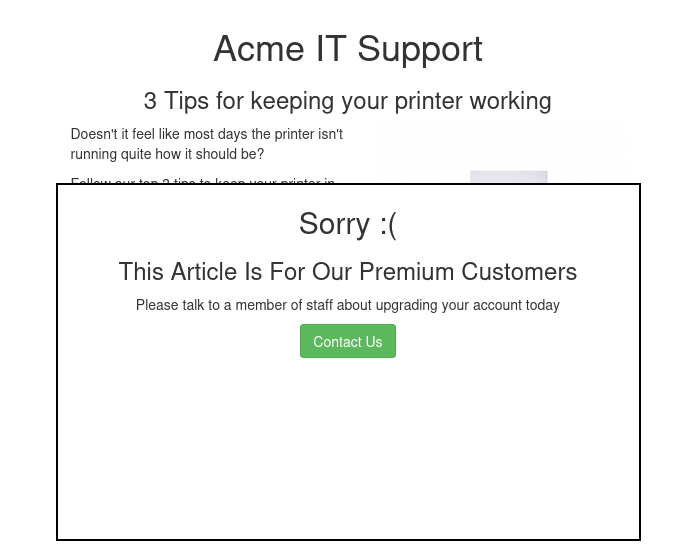 Acme IT Support
3 Tips for keeping your printer working
Doesn't it feel like most days the printer isn't
running quite how it should be?
Follow our top 3 tips to keep your printer in
Sorry :(
This Article Is For Our Premium Customers
Please talk to a member of staff about upgrading your account today
Contact Us